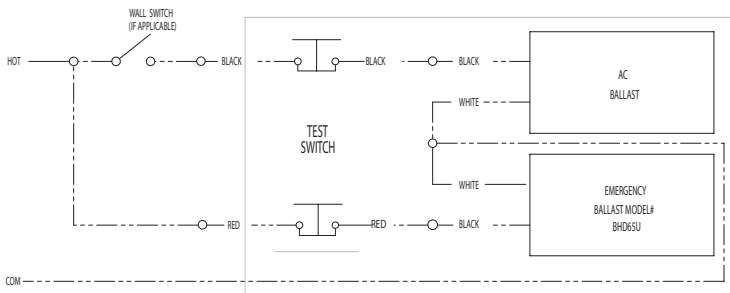 WALL SWITCH
(IF APPLICABLE)
HOT
BLACK
BLACK
BLACK
AC
BALLAST
WHITE
TEST
SWITCH
WHITE
EMERGENCY
BALLAST MODEL#
BHD65U
RED
RED
BLACK
COM